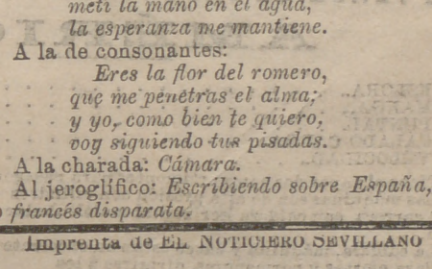 metí la mano en el agua,
la esperanza me mantiene.
A la de consonantes:
Eres la flor del romero,
que me penetras el alma;
y yo, como bien te quiero,
voy siguiendo tus pisadas.
A la charada: Cámara.
Al jeroglífico: Escribiendo sobre España,
francés disparata.
Imprenta de EL NOTICIERO SEVILLANO